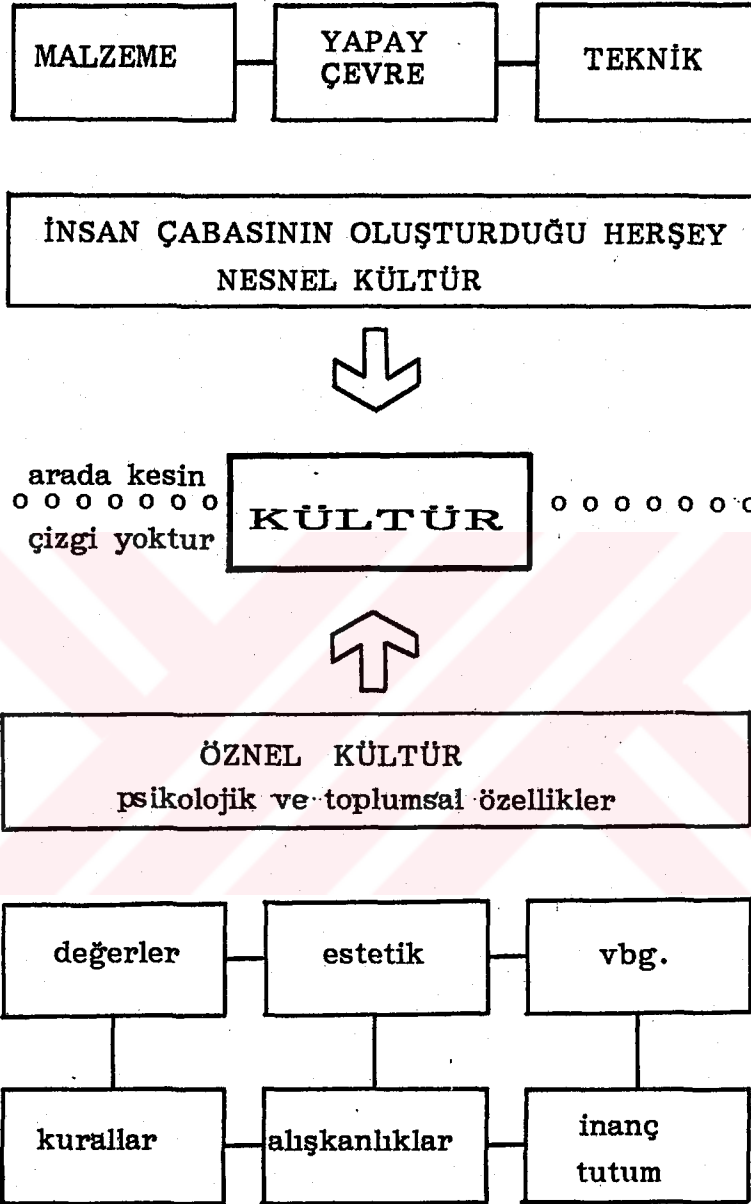 MALZEME YAPAY ÇEVRE TEKNİK
İNSAN ÇABASININ OLUŞTURDUĞU HERŞEY
NESNEL KÜLTÜR
arada kesin
o o o o o o o KÜLTÜR o o o o o o o
çizgi yoktur
ÖZNEL KÜLTÜR
psikolojik ve toplumsal özellikler
değerler estetik vbg.
kurallar alışkanlıklar inanç tutum